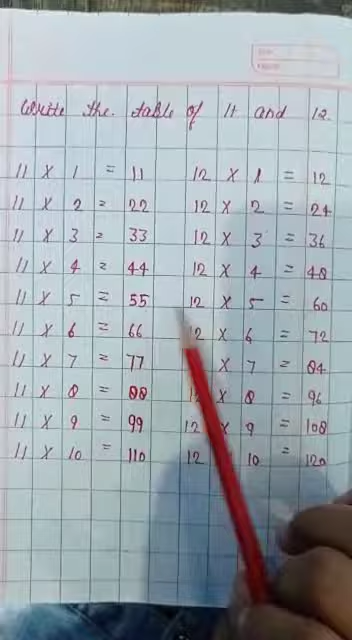 Write the table of 11 and 12.
11 X 1 = 11 12 X 1 = 12
11 X 2 = 22 12 X 2 = 24
11 X 3 = 33 12 X 3 = 36
11 X 4 = 44 12 X 4 = 48
11 X 5 = 55 12 X 5 = 60
11 X 6 = 66 12 X 6 = 72
11 X 7 = 77 X 7 = 84
11 X 8 = 88 12 X 8 = 96
11 X 9 = 99 12 X 9 = 108
11 X 10 = 110 12 10 = 120